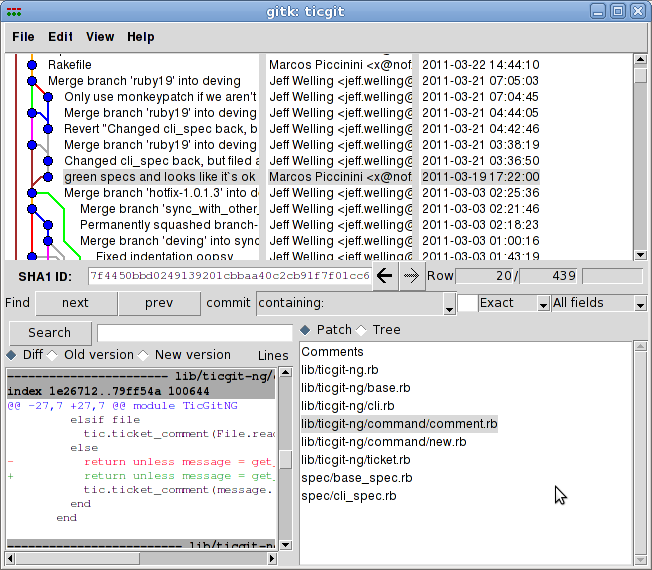 gitk: ticgit
File Edit View Help
Rakefile Marcos Piccinini <x@nof 2011-03-22 14:44:10
Merge branch 'ruby19' into deving Jeff Welling <jeff.welling@ 2011-03-21 07:05:03
Only use monkeypatch if we aren't Jeff Welling <jeff.welling@ 2011-03-21 07:04:45
Merge branch 'ruby19' into deving Jeff Welling <jeff.welling@ 2011-03-21 04:44:05
Revert "Changed cli_spec back, b Jeff Welling <jeff.welling@ 2011-03-21 04:42:46
Merge branch 'ruby19' into deving Jeff Welling <jeff.welling@ 2011-03-21 03:38:19
Changed cli_spec back, but filed a Jeff Welling <jeff.welling@ 2011-03-21 03:36:50
green specs and looks like it`s ok Marcos Piccinini <x@nof 2011-03-19 17:22:00
Merge branch 'hotfix-1.0.1.3' into d Jeff Welling <jeff.welling@ 2011-03-03 02:25:36
Merge branch 'sync_with_other_ Jeff Welling <jeff.welling@ 2011-03-03 02:21:46
Permanently squashed branch- Jeff Welling <jeff.welling@ 2011-03-03 02:18:23
Merge branch 'deving' into sync Jeff Welling <jeff.welling@ 2011-03-03 01:00:16
Fixed indentation oopsy Jeff Welling <jeff.welling@ 2011-03-03 01:43:19
SHA1 ID: 7f4450bbd0249139201cbbaa40c2cb91f7f01cc6 Row 20 / 439
Find next prev commit containing: Exact All fields
Search
Diff Old version New version Lines
Patch Tree
------------------------ lib/ticgit-ng/
index 1e26712..79ff54a 100644
@@ -27,7 +27,7 @@ module TicGitNG
elsif file
tic.ticket_comment(File.rea
else
- return unless message = get_
+ return unless message = get_
tic.ticket_comment(message.
end
end
-------------------------- lib/ticgit-n
Comments
lib/ticgit-ng.rb
lib/ticgit-ng/base.rb
lib/ticgit-ng/cli.rb
lib/ticgit-ng/command/comment.rb
lib/ticgit-ng/command/new.rb
lib/ticgit-ng/ticket.rb
spec/base_spec.rb
spec/cli_spec.rb